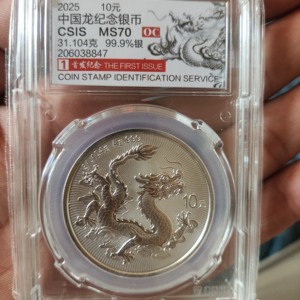 2025 10元
中国龙纪念银币
CSIS MS70 OC
31.104克 99.9%银
206038847
1 首发纪念 THE FIRST ISSUE
COIN STAMP IDENTIFICATION SERVICE
10元